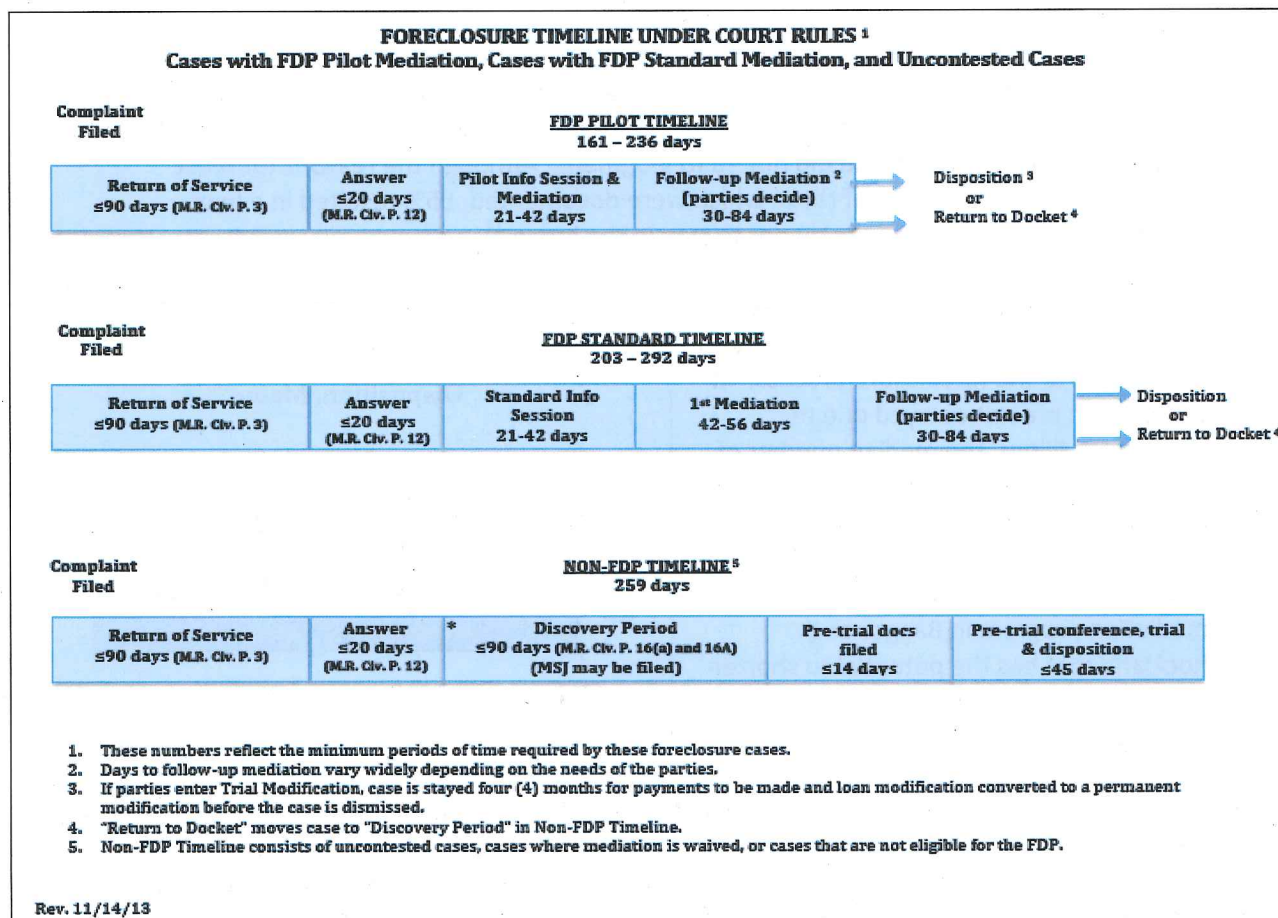 FORECLOSURE TIMELINE UNDER COURT RULES ¹
Cases with FDP Pilot Mediation, Cases with FDP Standard Mediation, and Uncontested Cases
Complaint
Filed
FDP PILOT TIMELINE
161 – 236 days
Return of Service
≤90 days (M.R. Civ. P. 3)
Answer
≤20 days
(M.R. Civ. P. 12)
Pilot Info Session &
Mediation
21-42 days
Follow-up Mediation ²
(parties decide)
30-84 days
Disposition ³
or
Return to Docket ⁴
Complaint
Filed
FDP STANDARD TIMELINE
203 – 292 days
Return of Service
≤90 days (M.R. Civ. P. 3)
Answer
≤20 days
(M.R. Civ. P. 12)
Standard Info
Session
21-42 days
1st Mediation
42-56 days
Follow-up Mediation
(parties decide)
30-84 days
Disposition
or
Return to Docket ⁴
Complaint
Filed
NON-FDP TIMELINE ⁵
259 days
Return of Service
≤90 days (M.R. Civ. P. 3)
Answer
≤20 days
(M.R. Civ. P. 12)
* Discovery Period
≤90 days (M.R. Civ. P. 16(a) and 16A)
(MSJ may be filed)
Pre-trial docs
filed
≤14 days
Pre-trial conference, trial
& disposition
≤45 days
1. These numbers reflect the minimum periods of time required by these foreclosure cases.
2. Days to follow-up mediation vary widely depending on the needs of the parties.
3. If parties enter Trial Modification, case is stayed four (4) months for payments to be made and loan modification converted to a permanent
modification before the case is dismissed.
4. "Return to Docket" moves case to "Discovery Period" in Non-FDP Timeline.
5. Non-FDP Timeline consists of uncontested cases, cases where mediation is waived, or cases that are not eligible for the FDP.
Rev. 11/14/13